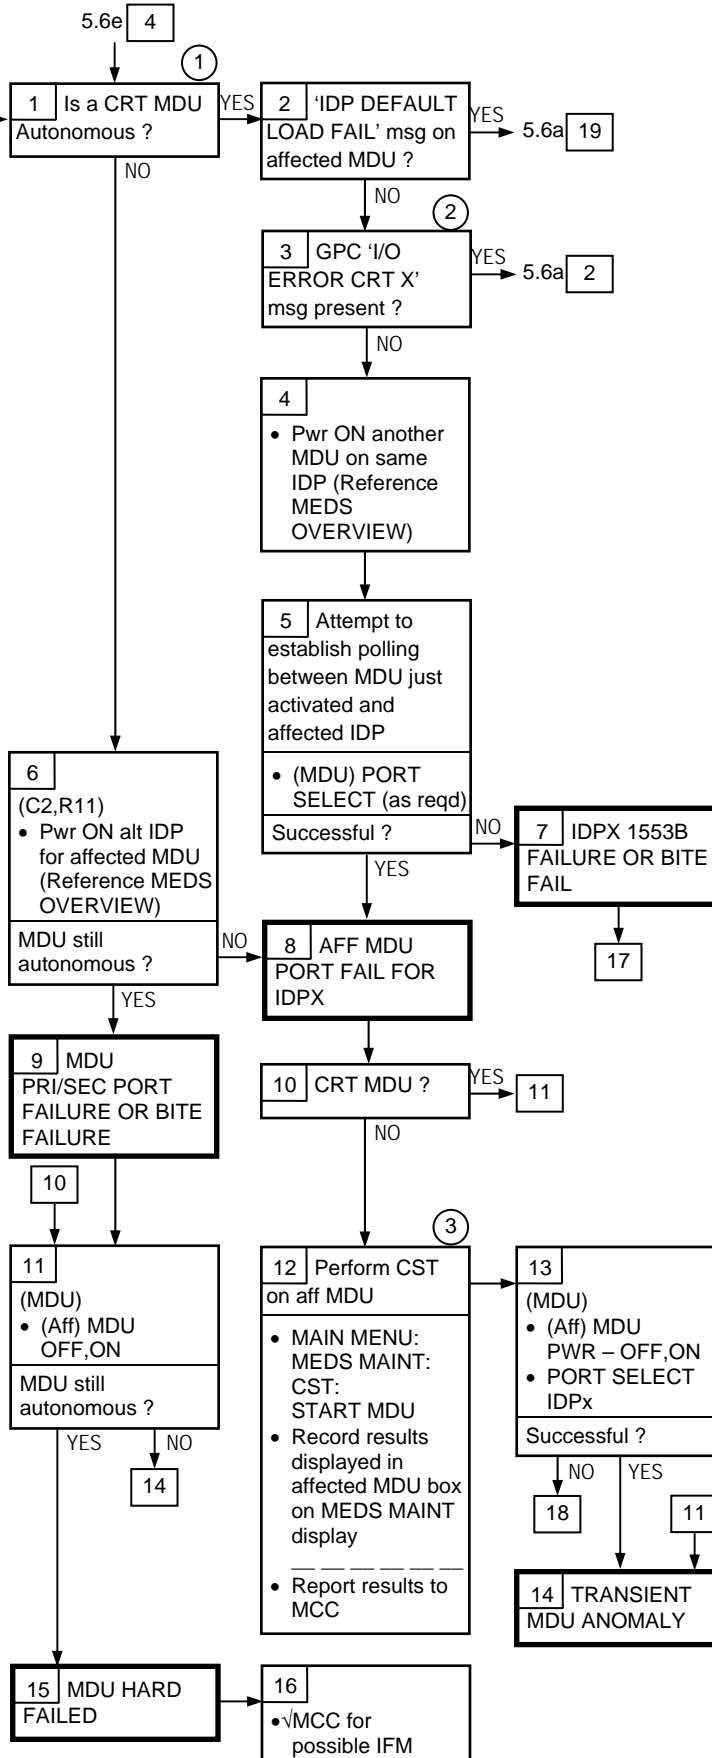 5.6e 4
1
1 Is a CRT MDU
Autonomous ?
YES
NO
2 ‘IDP DEFAULT
LOAD FAIL’ msg on
affected MDU ?
YES
5.6a 19
NO
2
3 GPC ‘I/O
ERROR CRT X’
msg present ?
YES
5.6a 2
NO
4
• Pwr ON another
MDU on same
IDP (Reference
MEDS
OVERVIEW)
5 Attempt to
establish polling
between MDU just
activated and
affected IDP
• (MDU) PORT
SELECT (as reqd)
Successful ?
NO
YES
6
(C2,R11)
• Pwr ON alt IDP
for affected MDU
(Reference MEDS
OVERVIEW)
MDU still
autonomous ?
NO
YES
7 IDPX 1553B
FAILURE OR BITE
FAIL
17
8 AFF MDU
PORT FAIL FOR
IDPX
9 MDU
PRI/SEC PORT
FAILURE OR BITE
FAILURE
10 CRT MDU ?
YES
11
NO
10
11
(MDU)
• (Aff) MDU
OFF,ON
MDU still
autonomous ?
YES
NO
14
3
12 Perform CST
on aff MDU
• MAIN MENU:
MEDS MAINT:
CST:
START MDU
• Record results
displayed in
affected MDU box
on MEDS MAINT
display
__ __ __ __ __ __
• Report results to
MCC
13
(MDU)
• (Aff) MDU
PWR – OFF,ON
• PORT SELECT
IDPx
Successful ?
NO
YES
18
11
14 TRANSIENT
MDU ANOMALY
15 MDU HARD
FAILED
16
•√MCC for
possible IFM